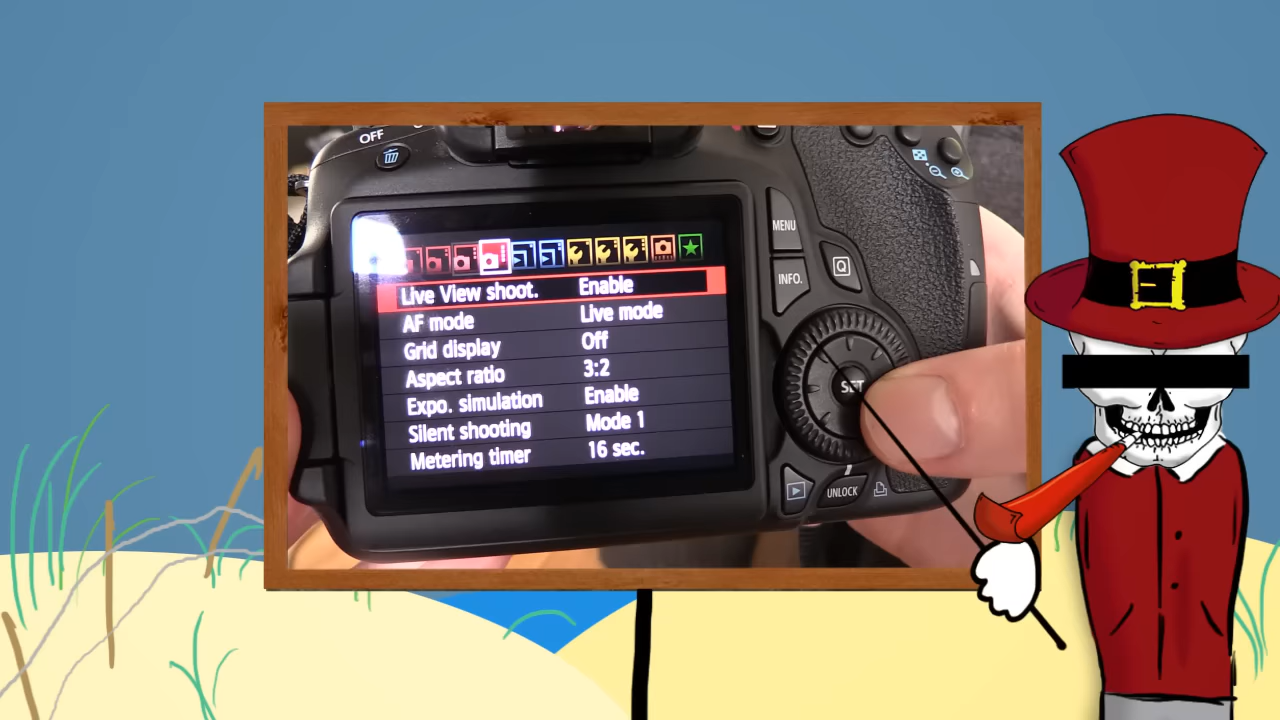 OFF
MENU
INFO.
Q
Live View shoot. Enable
AF mode Live mode
Grid display Off
Aspect ratio 3:2
Expo. simulation Enable
Silent shooting Mode 1
Metering timer 16 sec.
SET
UNLOCK